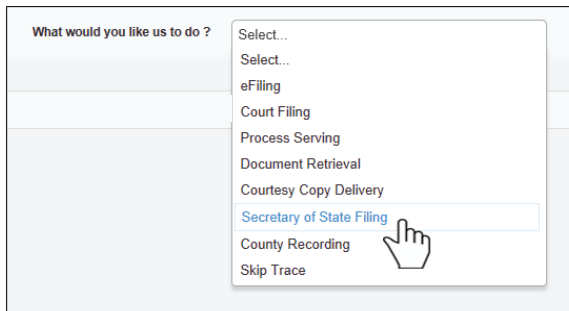 What would you like us to do ? Select...
Select...
eFiling
Court Filing
Process Serving
Document Retrieval
Courtesy Copy Delivery
Secretary of State Filing
County Recording
Skip Trace